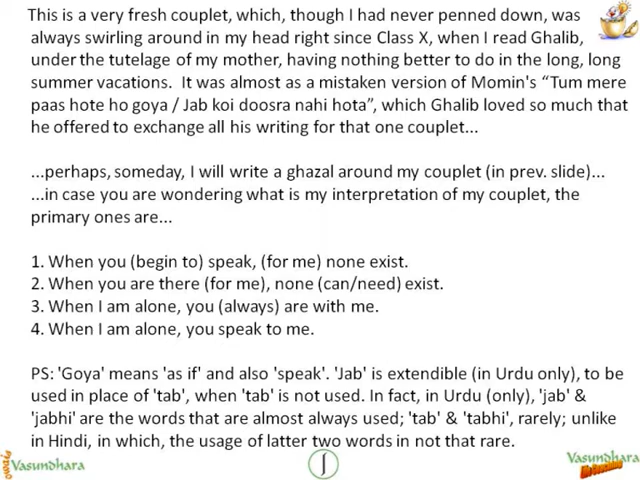 This is a very fresh couplet, which, though I had never penned down, was
always swirling around in my head right since Class X, when I read Ghalib,
under the tutelage of my mother, having nothing better to do in the long, long
summer vacations.  It was almost as a mistaken version of Momin's “Tum mere
paas hote ho goya / Jab koi doosra nahi hota”, which Ghalib loved so much that
he offered to exchange all his writing for that one couplet...
...perhaps, someday, I will write a ghazal around my couplet (in prev. slide)...
...in case you are wondering what is my interpretation of my couplet, the
primary ones are...
1. When you (begin to) speak, (for me) none exist.
2. When you are there (for me), none (can/need) exist.
3. When I am alone, you (always) are with me.
4. When I am alone, you speak to me.
PS: 'Goya' means 'as if' and also 'speak'. 'Jab' is extendible (in Urdu only), to be
used in place of 'tab', when 'tab' is not used. In fact, in Urdu (only), 'jab' &
'jabhi' are the words that are almost always used; 'tab' & 'tabhi', rarely; unlike
in Hindi, in which, the usage of latter two words in not that rare.
Vasundhara
Vasundhara